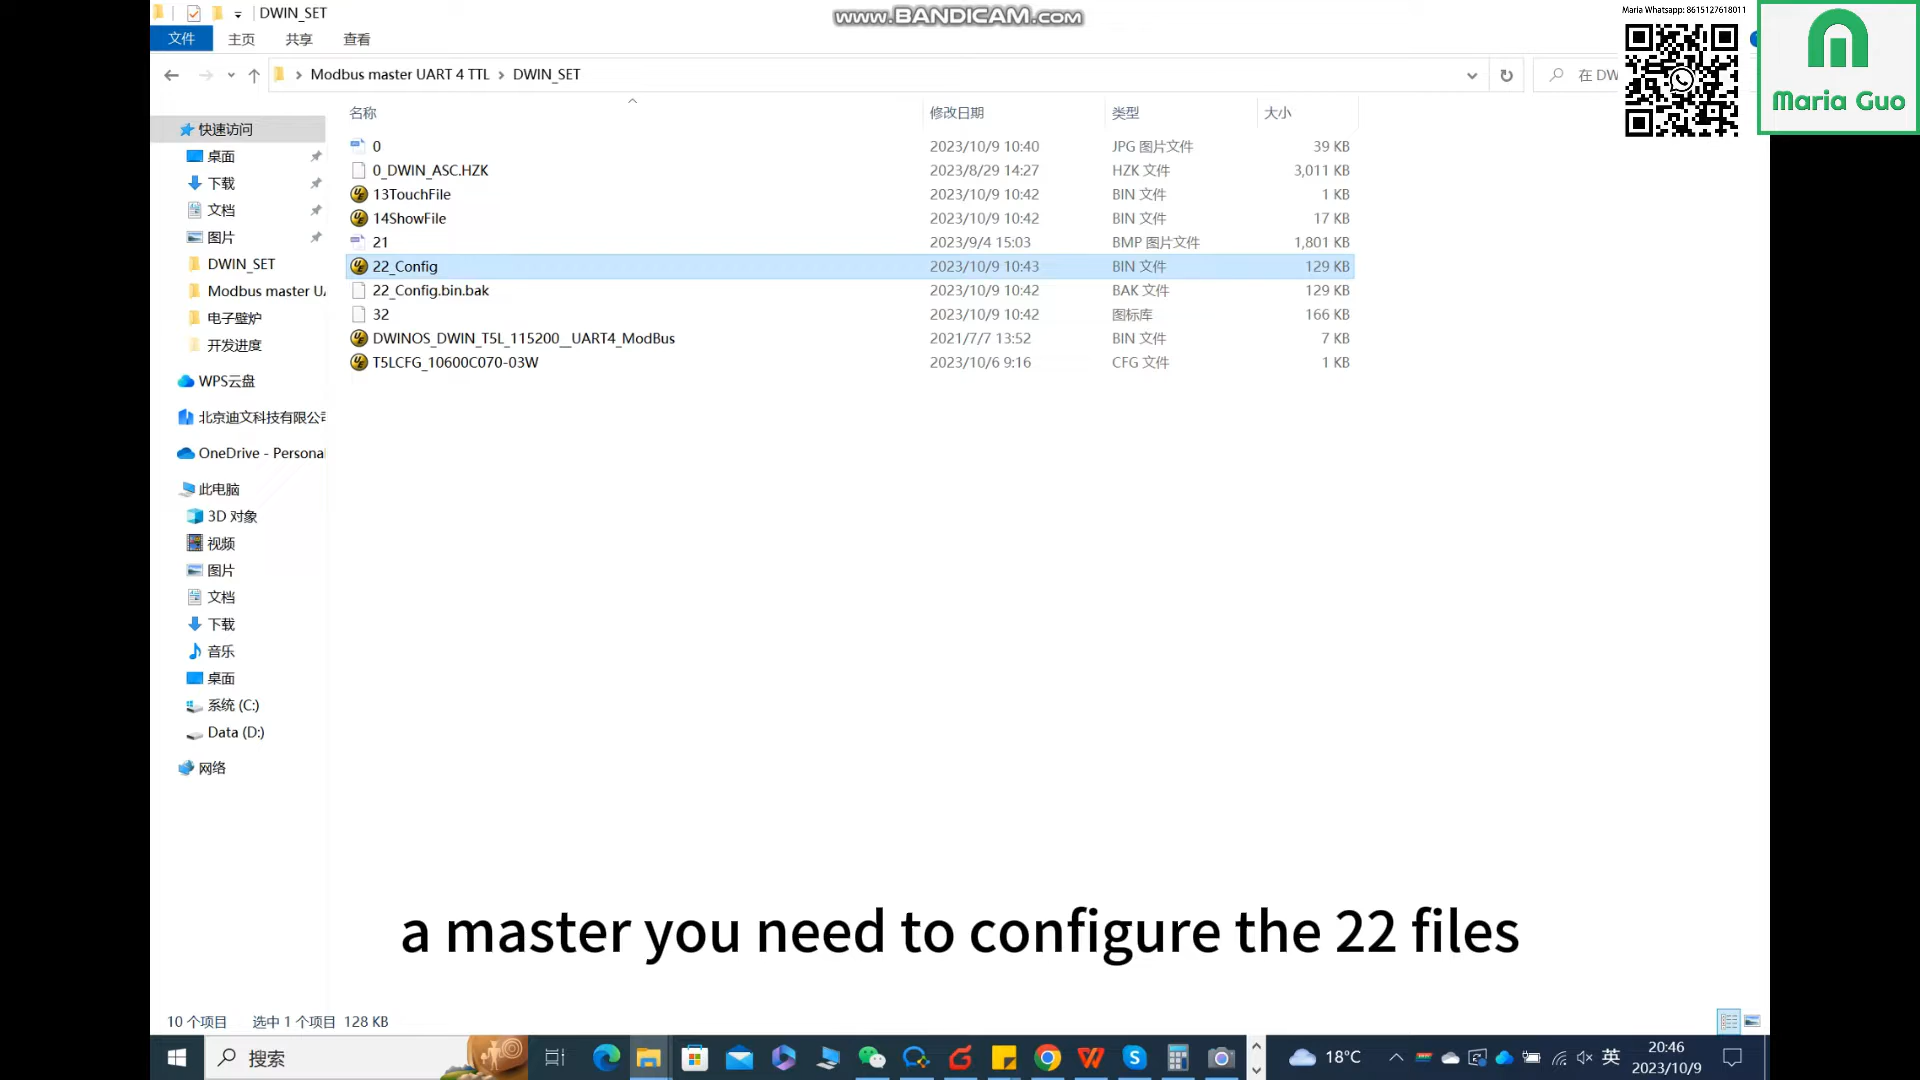 DWIN_SET
www.BANDICAM.com
Maria Whatsapp: 8615127618011
文件 主页 共享 查看
Maria Guo
Modbus master UART 4 TTL > DWIN_SET
在 DW
名称 修改日期 类型 大小
0 2023/10/9 10:40 JPG 图片文件 39 KB
0_DWIN_ASC.HZK 2023/8/29 14:27 HZK 文件 3,011 KB
13TouchFile 2023/10/9 10:42 BIN 文件 1 KB
14ShowFile 2023/10/9 10:42 BIN 文件 17 KB
21 2023/9/4 15:03 BMP 图片文件 1,801 KB
22_Config 2023/10/9 10:43 BIN 文件 129 KB
22_Config.bin.bak 2023/10/9 10:42 BAK 文件 129 KB
32 2023/10/9 10:42 图标库 166 KB
DWINOS_DWIN_T5L_115200__UART4_ModBus 2021/7/7 13:52 BIN 文件 7 KB
T5LCFG_10600C070-03W 2023/10/6 9:16 CFG 文件 1 KB
快速访问
桌面
下载
文档
图片
DWIN_SET
Modbus master UA
电子壁炉
开发进度
WPS云盘
北京迪文科技有限公司
OneDrive - Personal
此电脑
3D 对象
视频
图片
文档
下载
音乐
桌面
系统 (C:)
Data (D:)
网络
a master you need to configure the 22 files
10 个项目 选中 1 个项目 128 KB
搜索
18°C
英
20:46
2023/10/9